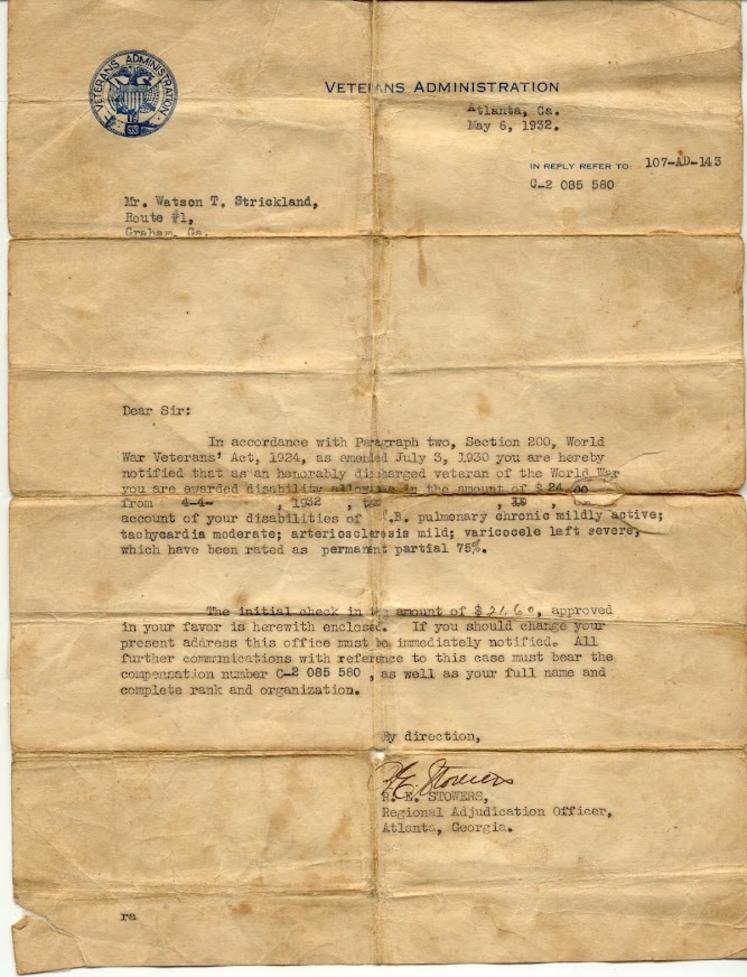 VETERANS ADMINISTRATION
VETERANS ADMINISTRATION
Atlanta, Ga.
May 6, 1932.
IN REPLY REFER TO: 107-AD-143
C-2 085 580
Mr. Watson T. Strickland,
Route #1,
Graham, Ga.
Dear Sir:
In accordance with Paragraph two, Section 200, World
War Veterans' Act, 1924, as amended July 3, 1930 you are hereby
notified that as an honorably discharged veteran of the World War
you are awarded disability in the amount of $ 24.00
from 4-4- , 1932 , , 19 ,
account of your disabilities of T.B. pulmonary chronic mildly active;
tachycardia moderate; arteriosclerosis mild; varicocele left severe,
which have been rated as permanent partial 75%.
The initial check in the amount of $ 21.60, approved
in your favor is herewith enclosed. If you should change your
present address this office must be immediately notified. All
further communications with reference to this case must bear the
compensation number C-2 085 580 , as well as your full name and
complete rank and organization.
By direction,
R.E. Stowers
R. E. STOWERS,
Regional Adjudication Officer,
Atlanta, Georgia.
ra